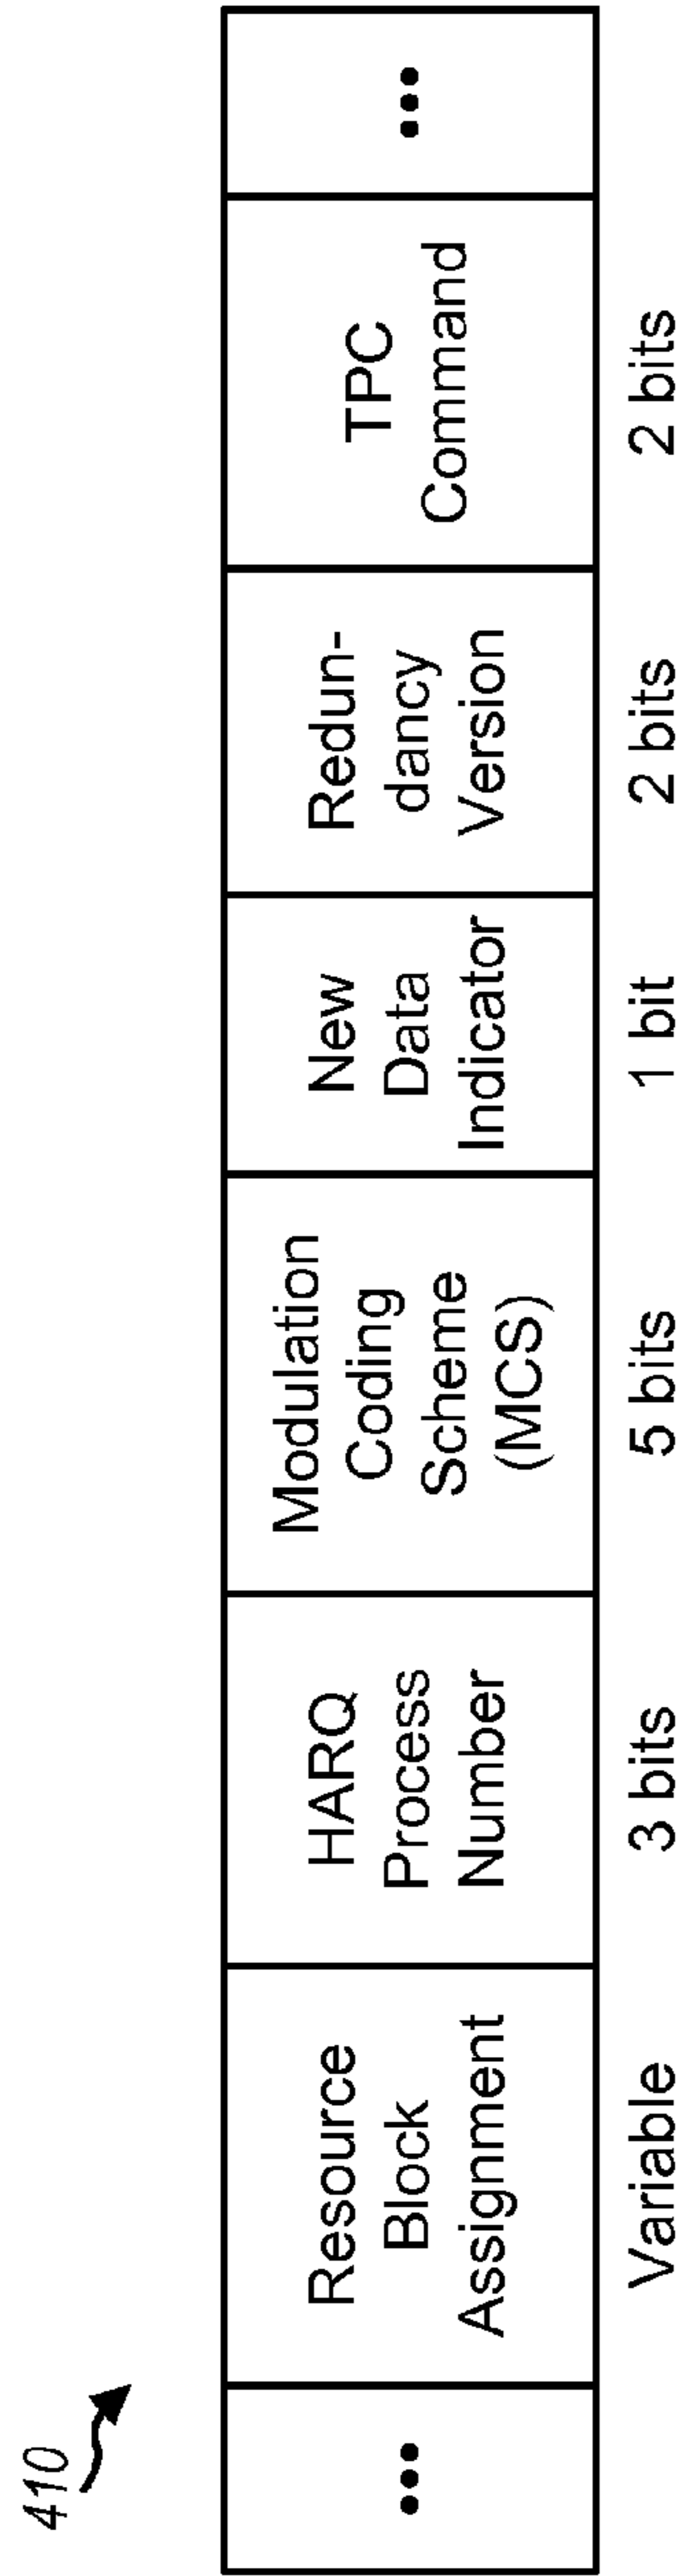 410
...
Resource
Block
Assignment
HARQ
Process
Number
Modulation
Coding
Scheme
(MCS)
New
Data
Indicator
Redun-
dancy
Version
TPC
Command
...
Variable
3 bits
5 bits
1 bit
2 bits
2 bits